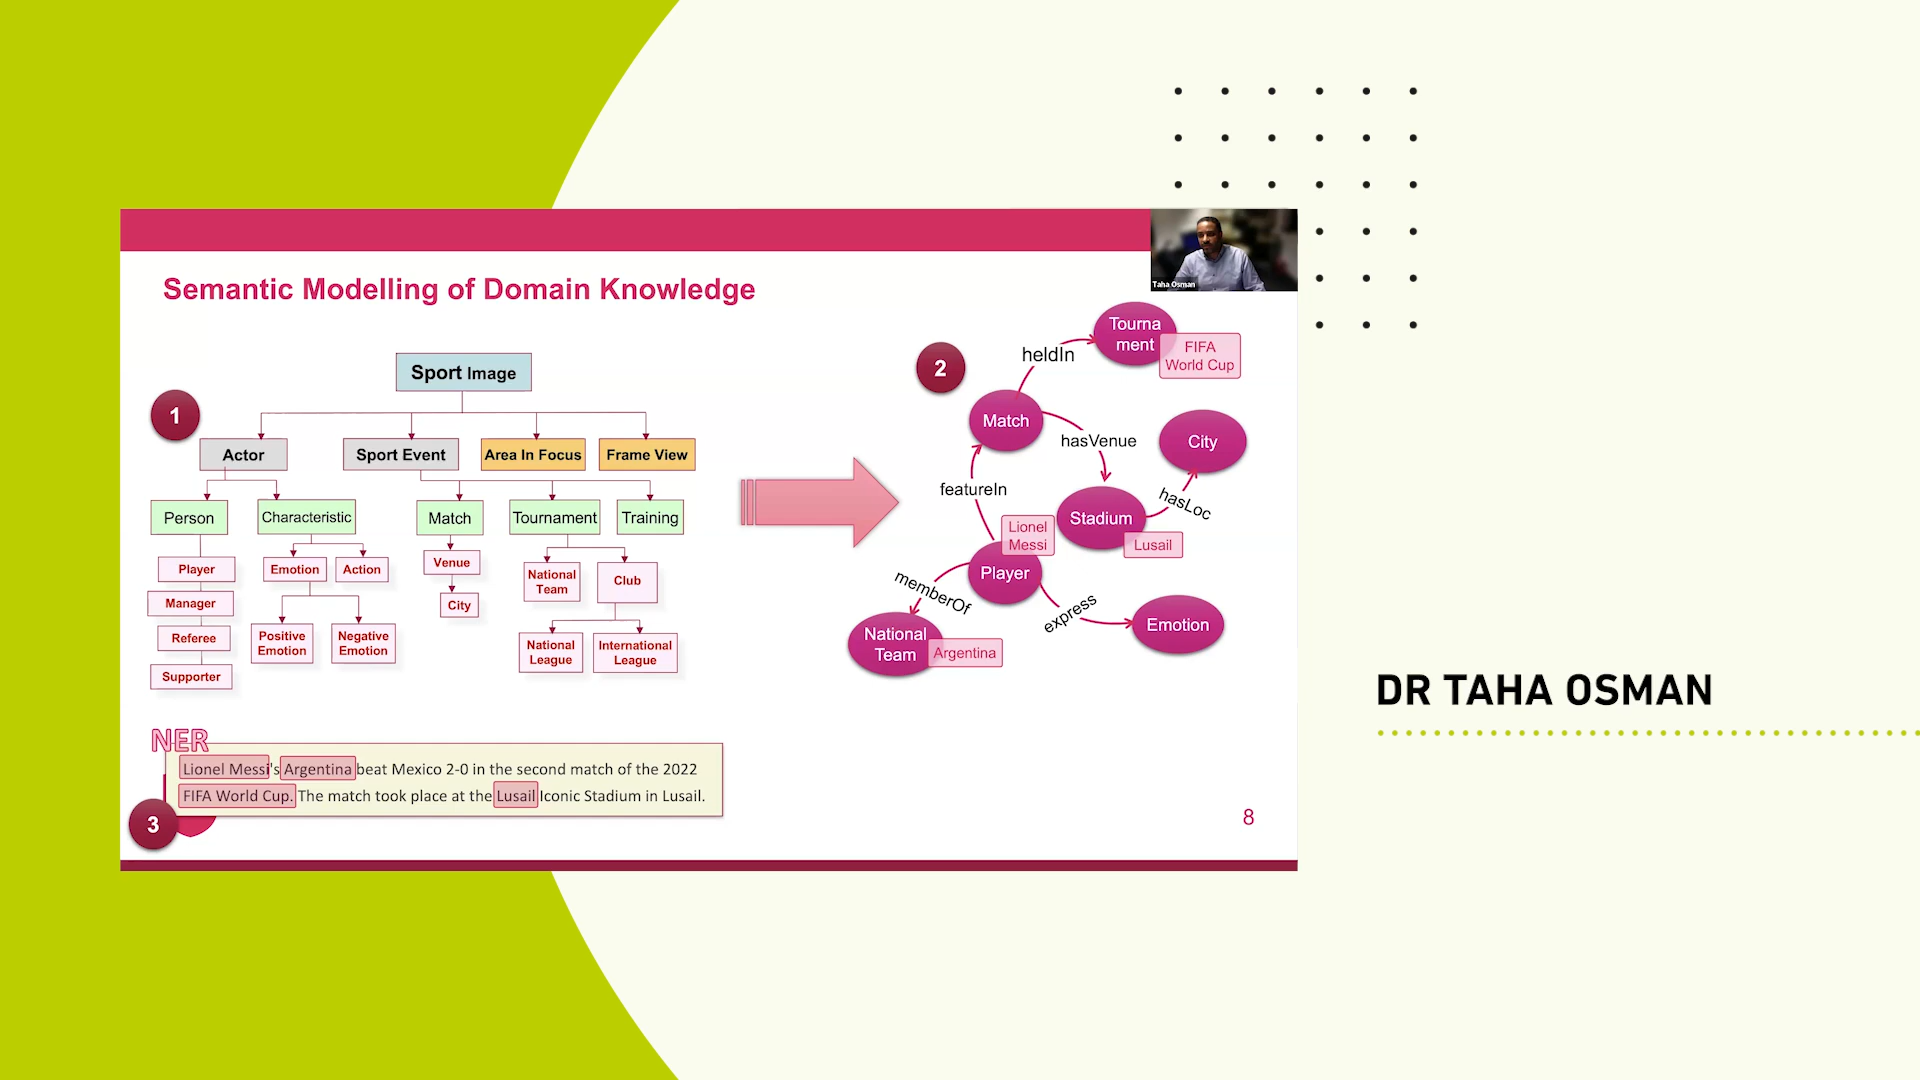 Taha Osman
Semantic Modelling of Domain Knowledge
1
Sport Image
Actor
Sport Event
Area In Focus
Frame View
Person
Characteristic
Match
Tournament
Training
Player
Emotion
Action
Venue
National
Team
Club
Manager
City
Referee
Positive
Emotion
Negative
Emotion
National
League
International
League
Supporter
2
Tourna
ment
FIFA
World Cup
heldIn
Match
hasVenue
City
featureIn
hasLoc
Stadium
Lusail
Lionel
Messi
Player
memberOf
express
National
Team
Argentina
Emotion
NER
Lionel Messi's Argentina beat Mexico 2-0 in the second match of the 2022
FIFA World Cup. The match took place at the Lusail Iconic Stadium in Lusail.
3
8
DR TAHA OSMAN